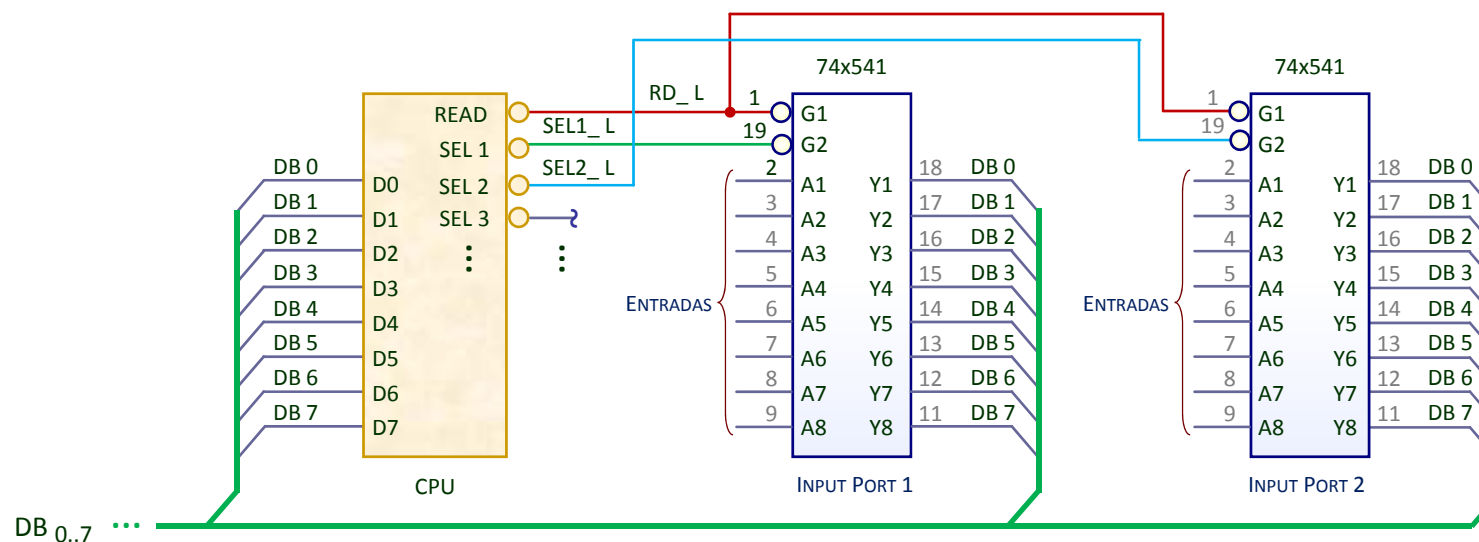 74x541
74x541
READ
SEL 1
SEL 2
SEL 3
D0
D1
D2
D3
D4
D5
D6
D7
DB 0
DB 1
DB 2
DB 3
DB 4
DB 5
DB 6
DB 7
CPU
RD_ L
SEL1_ L
SEL2_ L
1
19
2
3
4
5
6
7
8
9
ENTRADAS
G1
G2
A1
A2
A3
A4
A5
A6
A7
A8
Y1
Y2
Y3
Y4
Y5
Y6
Y7
Y8
18 DB 0
17 DB 1
16 DB 2
15 DB 3
14 DB 4
13 DB 5
12 DB 6
11 DB 7
INPUT PORT 1
1
19
2
3
4
5
6
7
8
9
ENTRADAS
G1
G2
A1
A2
A3
A4
A5
A6
A7
A8
Y1
Y2
Y3
Y4
Y5
Y6
Y7
Y8
18 DB 0
17 DB 1
16 DB 2
15 DB 3
14 DB 4
13 DB 5
12 DB 6
11 DB 7
INPUT PORT 2
DB 0..7 ...